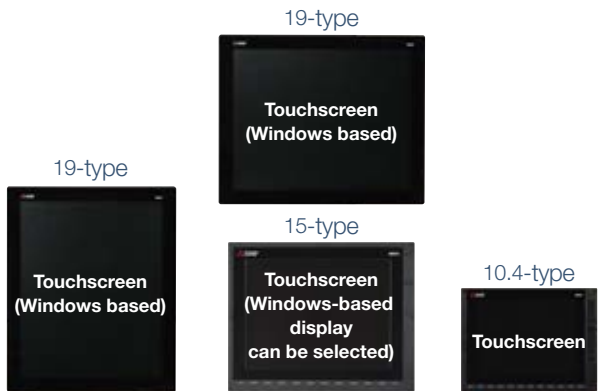 19-type
Touchscreen
(Windows based)
19-type
Touchscreen
(Windows based)
15-type
Touchscreen
(Windows-based
display
can be selected)
10.4-type
Touchscreen